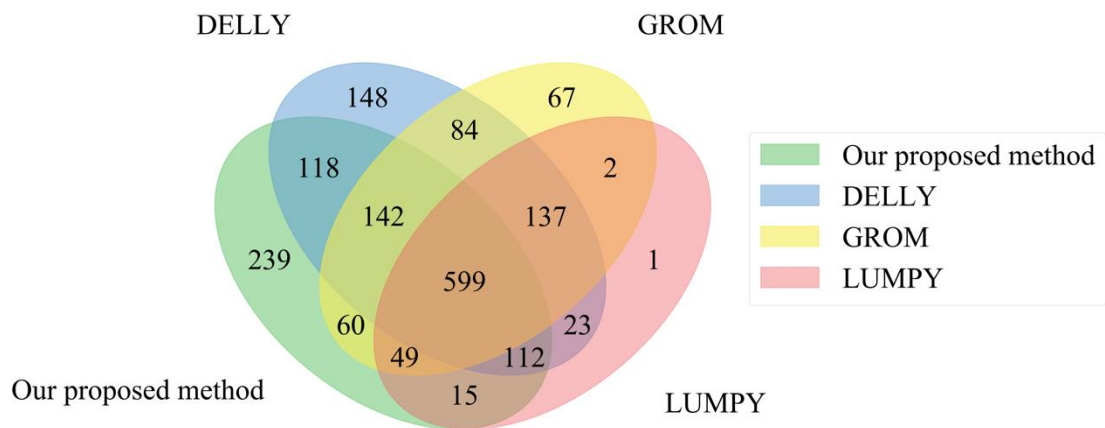 DELLY
GROM
148
67
84
118
2
142
137
239
599
1
60
23
49
112
15
Our proposed method
LUMPY
Our proposed method
DELLY
GROM
LUMPY